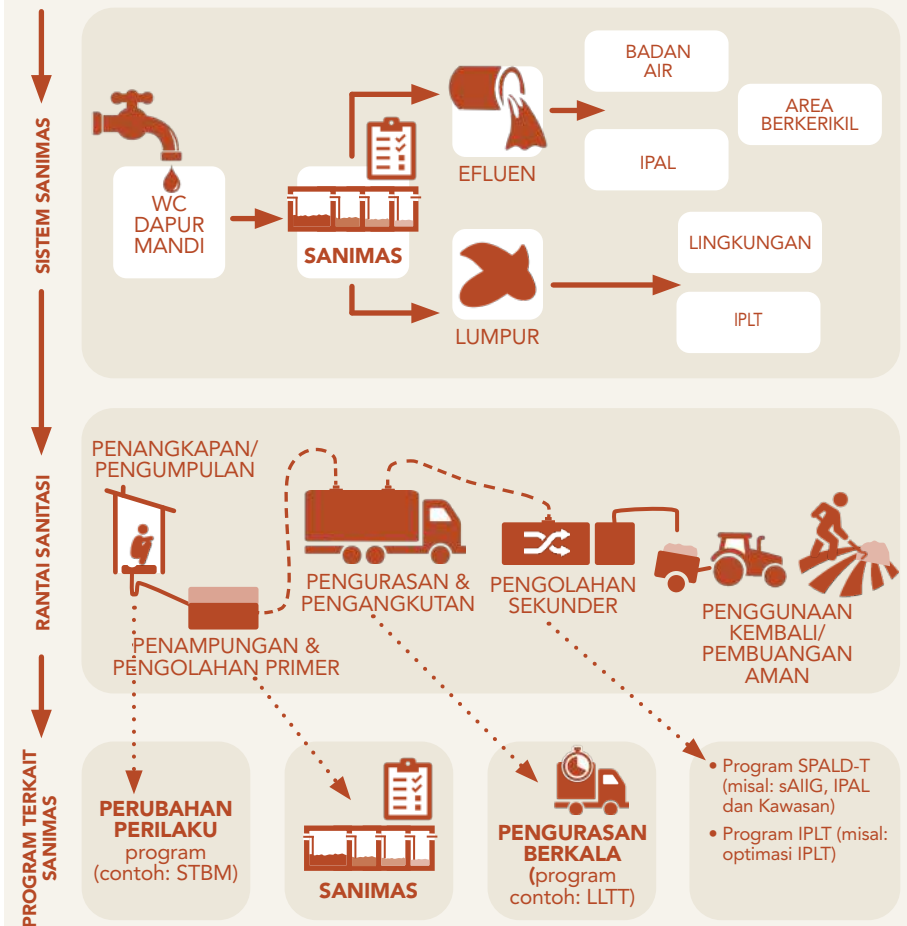 SISTEM SANIMAS
WC
DAPUR
MANDI
SANIMAS
EFLUEN
BADAN
AIR
AREA
BERKERIKIL
IPAL
LUMPUR
LINGKUNGAN
IPLT
RANTAI SANITASI
PENANGKAPAN/
PENGUMPULAN
PENAMPUNGAN &
PENGOLAHAN PRIMER
PENGURASAN &
PENGANGKUTAN
PENGOLAHAN
SEKUNDER
PENGGUNAAN
KEMBALI/
PEMBUANGAN
AMAN
PROGRAM TERKAIT
SANIMAS
PERUBAHAN
PERILAKU
program
(contoh: STBM)
SANIMAS
PENGURASAN
BERKALA
(program
contoh: LLTT)
• Program SPALD-T
(misal: sAIIG, IPAL
dan Kawasan)
• Program IPLT (misal:
optimasi IPLT)